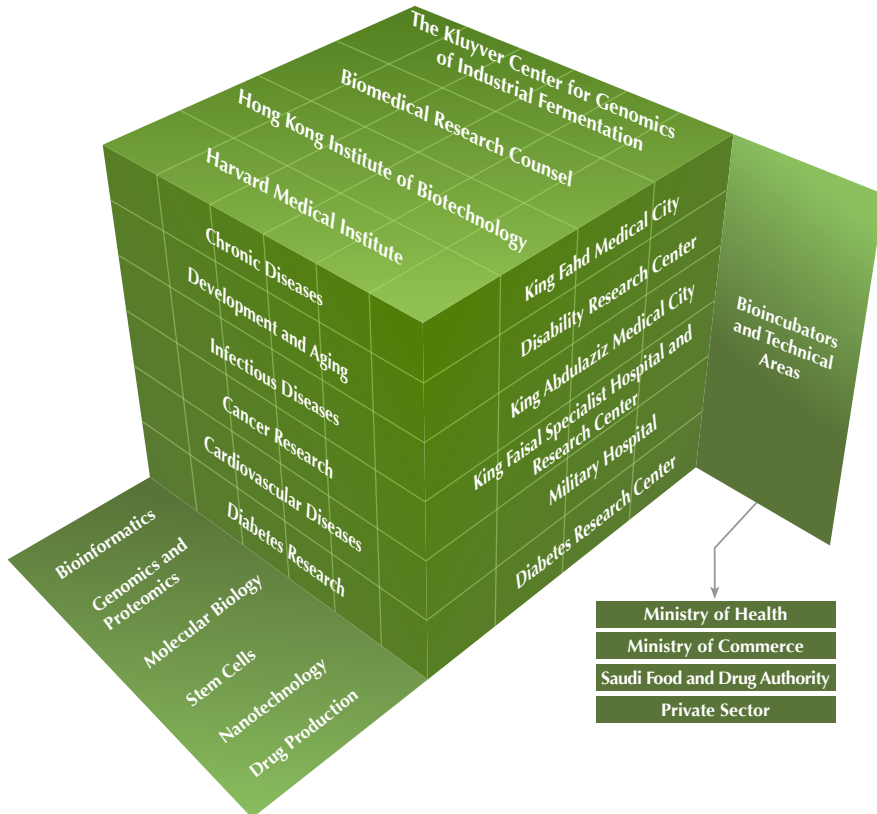 The Kluyver Center for Genomics
of Industrial Fermentation
Biomedical Research Counsel
Hong Kong Institute of Biotechnology
Harvard Medical Institute
Chronic Diseases
Development and Aging
Infectious Diseases
Cancer Research
Cardiovascular Diseases
Diabetes Research
King Fahd Medical City
Disability Research Center
King Abdulaziz Medical City
King Faisal Specialist Hospital and
Research Center
Military Hospital
Diabetes Research Center
Bioincubators
and Technical
Areas
Bioinformatics
Genomics and
Proteomics
Molecular Biology
Stem Cells
Nanotechnology
Drug Production
Ministry of Health
Ministry of Commerce
Saudi Food and Drug Authority
Private Sector